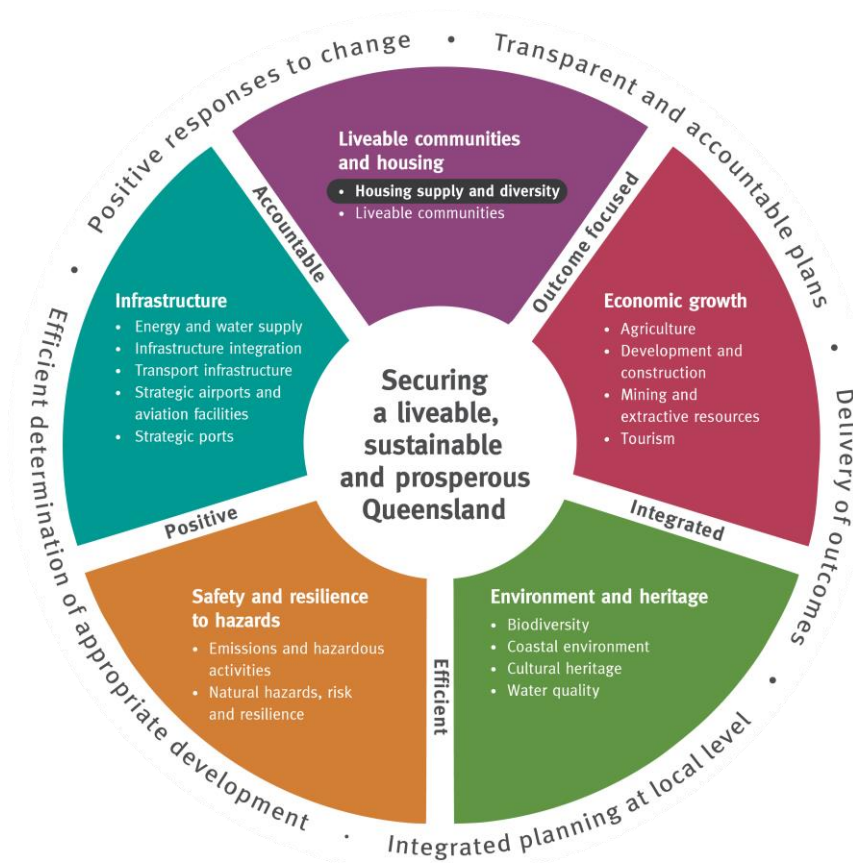 Positive responses to change
•
Transparent and accountable plans
•
Delivery of outcomes
•
Integrated planning at local level
•
Efficient determination of appropriate development
•
Liveable communities
and housing
• Housing supply and diversity
• Liveable communities
Accountable
Outcome focused
Infrastructure
• Energy and water supply
• Infrastructure integration
• Transport infrastructure
• Strategic airports and
aviation facilities
• Strategic ports
Economic growth
• Agriculture
• Development and
construction
• Mining and
extractive resources
• Tourism
Securing
a liveable,
sustainable
and prosperous
Queensland
Positive
Integrated
Safety and resilience
to hazards
• Emissions and hazardous
activities
• Natural hazards, risk
and resilience
Efficient
Environment and heritage
• Biodiversity
• Coastal environment
• Cultural heritage
• Water quality